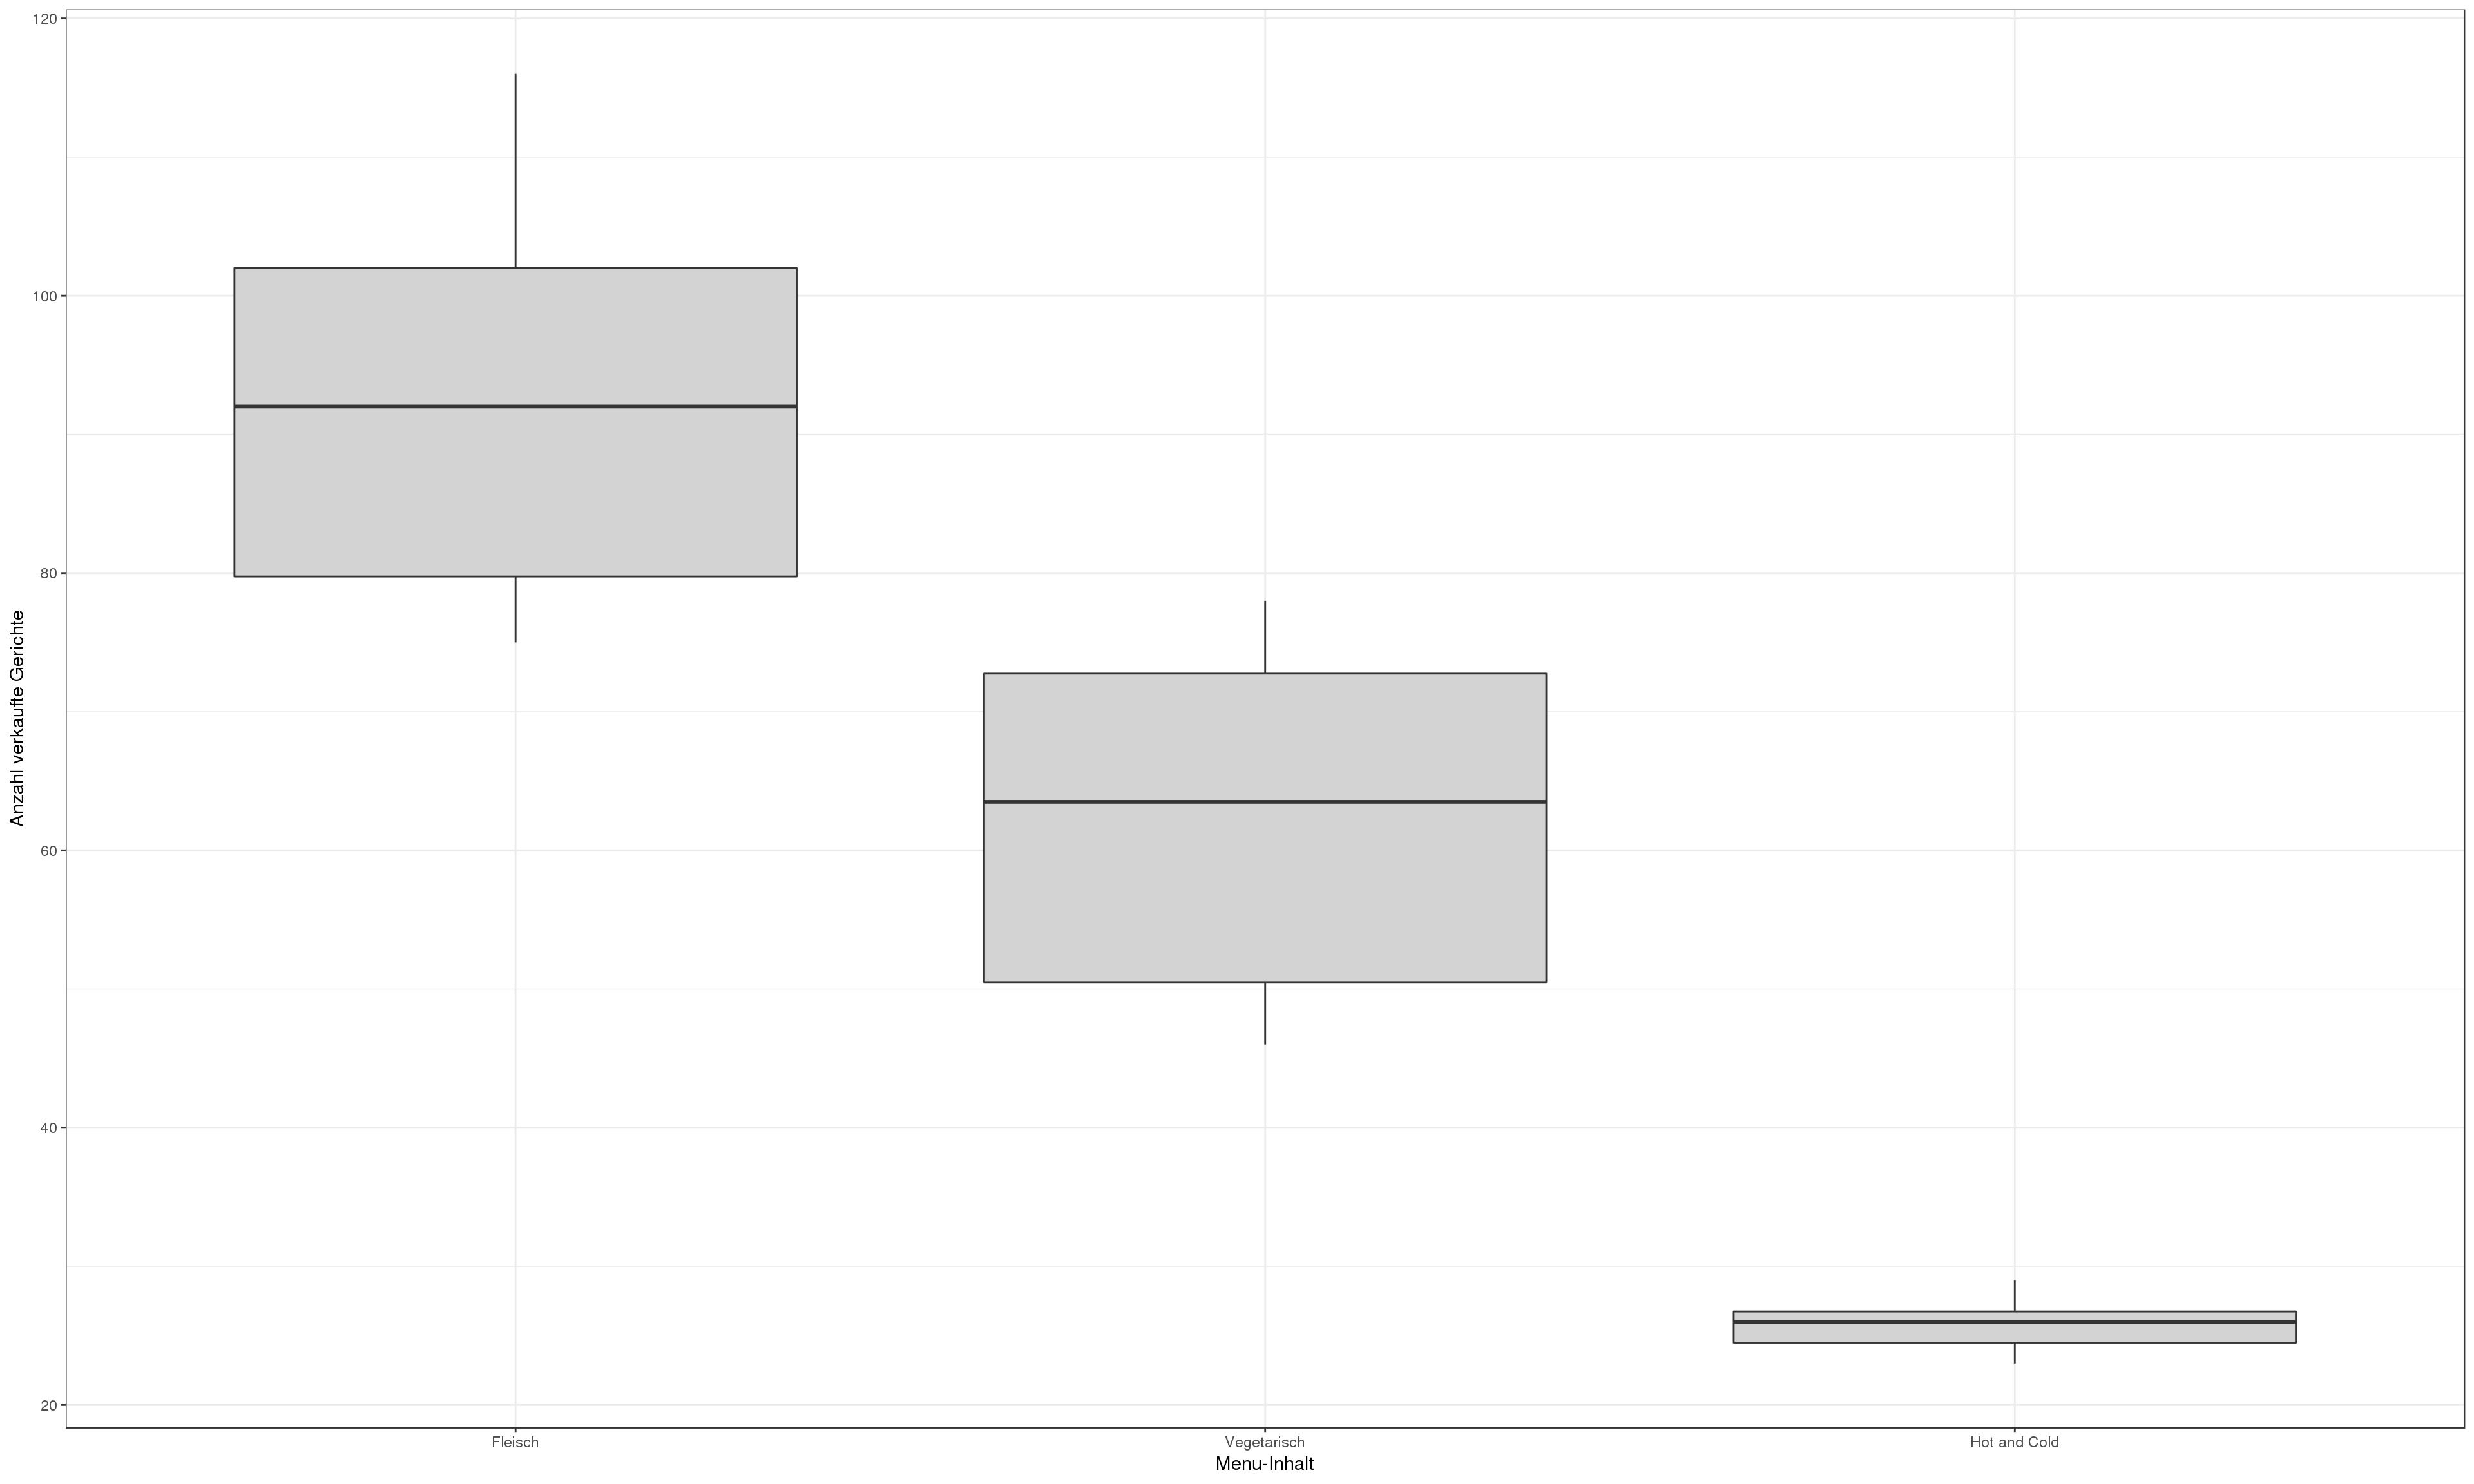 120
100
80
60
40
20
Anzahl verkaufte Gerichte
Fleisch
Vegetarisch
Hot and Cold
Menu-Inhalt